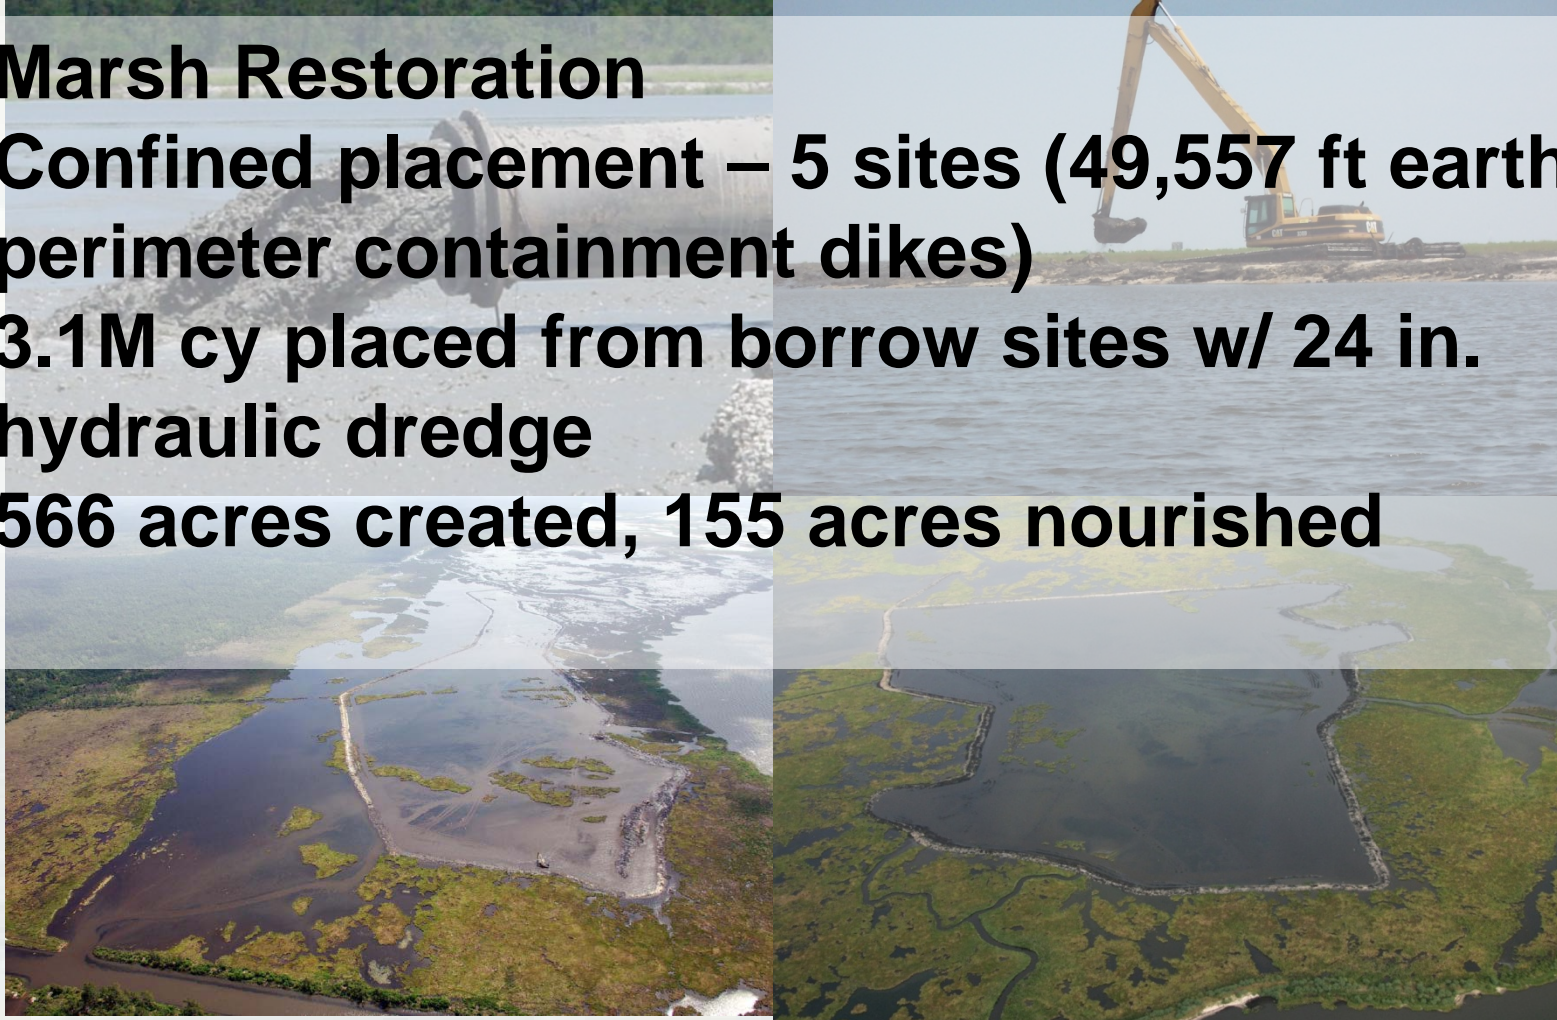 Marsh Restoration
Confined placement – 5 sites (49,557 ft earth
perimeter containment dikes)
3.1M cy placed from borrow sites w/ 24 in.
hydraulic dredge
566 acres created, 155 acres nourished
CAT